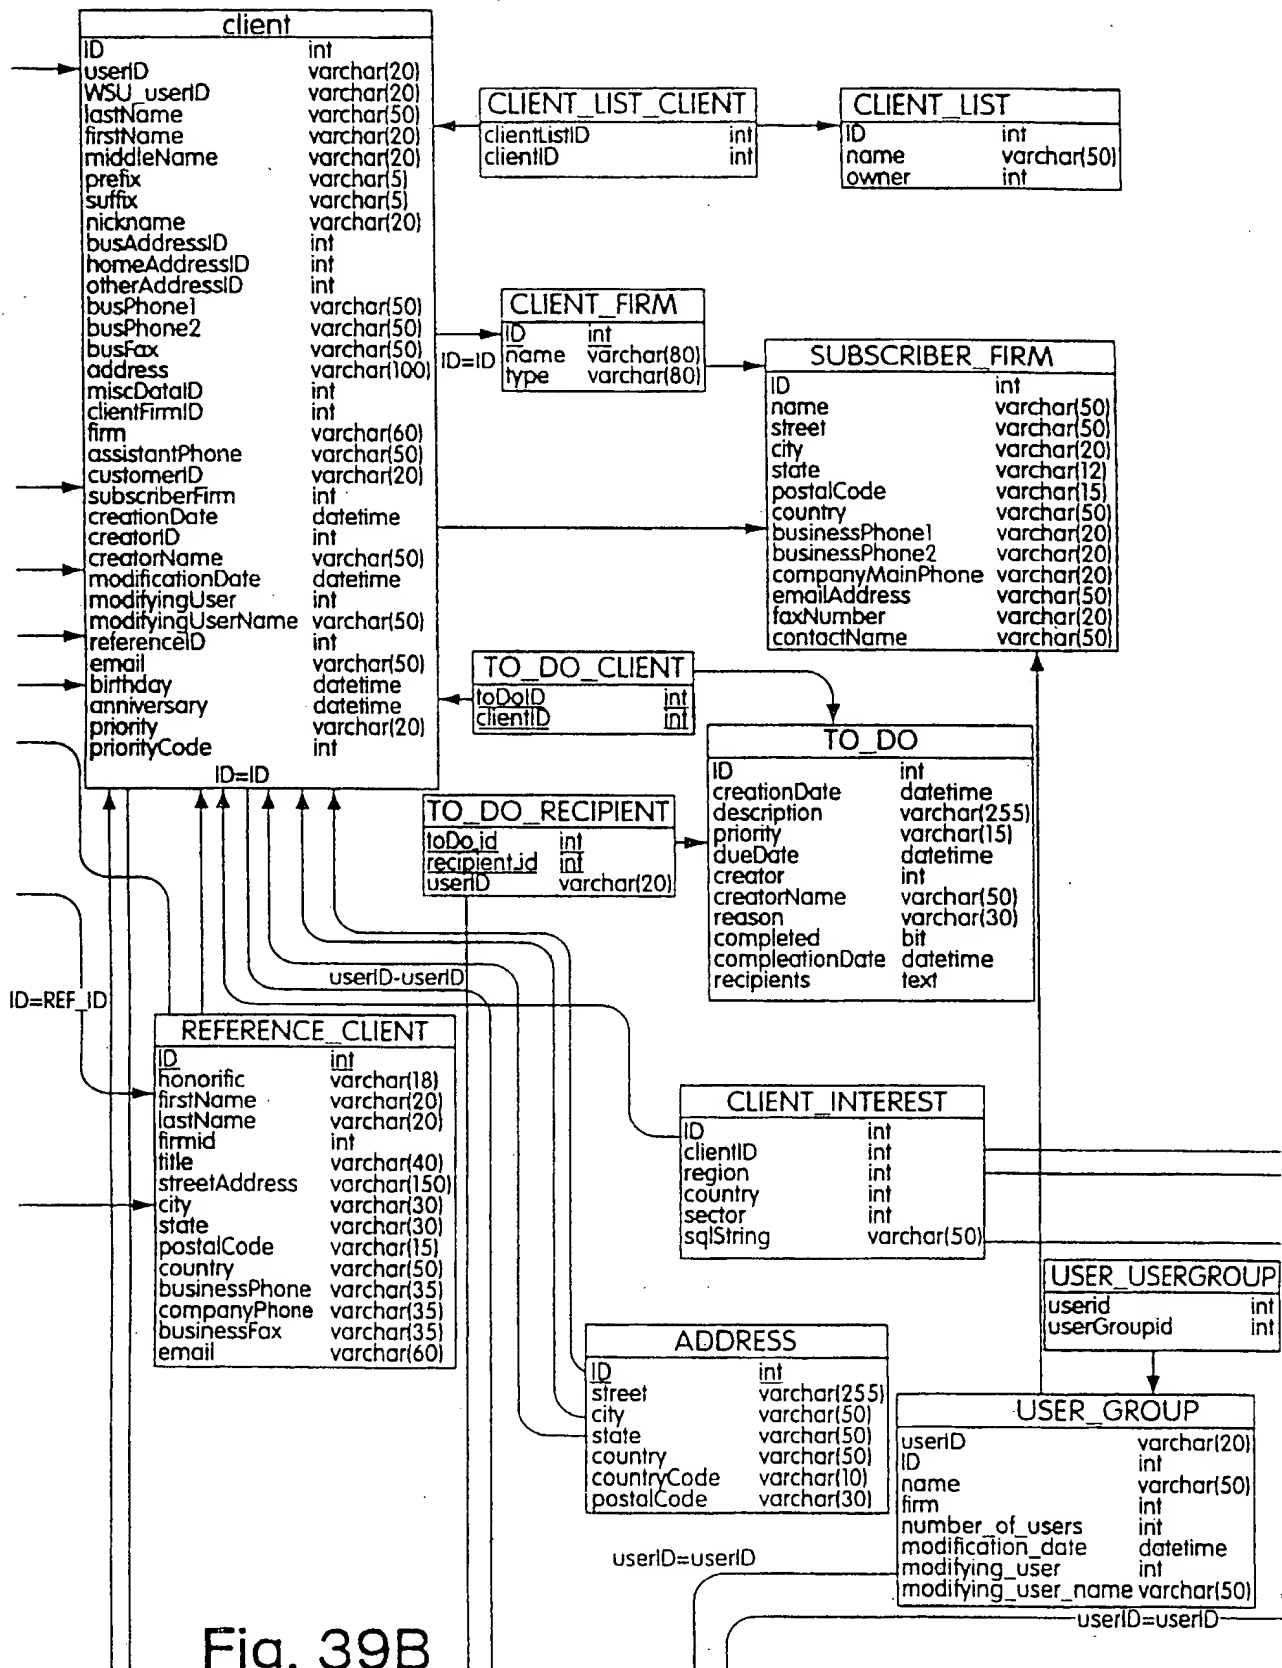 client
ID int
userID varchar(20)
WSU_userID varchar(20)
lastName varchar(50)
firstName varchar(20)
middleName varchar(20)
prefix varchar(5)
suffix varchar(5)
nickname varchar(20)
busAddressID int
homeAddressID int
otherAddressID int
busPhone1 varchar(50)
busPhone2 varchar(50)
busFax varchar(50)
address varchar(100)
miscDataID int
clientFirmID int
firm varchar(60)
assistantPhone varchar(50)
customerID varchar(20)
subscriberFirm int
creationDate datetime
creatorID int
creatorName varchar(50)
modificationDate datetime
modifyingUser int
modifyingUserName varchar(50)
referenceID int
email varchar(50)
birthday datetime
anniversary datetime
priority varchar(20)
priorityCode int
ID=ID
CLIENT_LIST_CLIENT
clientListID int
clientID int
CLIENT_LIST
ID int
name varchar(50)
owner int
ID=ID
CLIENT_FIRM
ID int
name varchar(80)
type varchar(80)
SUBSCRIBER_FIRM
ID int
name varchar(50)
street varchar(50)
city varchar(20)
state varchar(12)
postalCode varchar(15)
country varchar(50)
businessPhone1 varchar(20)
businessPhone2 varchar(20)
companyMainPhone varchar(20)
emailAddress varchar(50)
faxNumber varchar(20)
contactName varchar(50)
TO_DO_CLIENT
toDoID int
clientID int
TO_DO
ID int
creationDate datetime
description varchar(255)
priority varchar(15)
dueDate datetime
creator int
creatorName varchar(50)
reason varchar(30)
completed bit
compleationDate datetime
recipients text
TO_DO_RECIPIENT
toDo_id int
recipient_id int
userID varchar(20)
userID-userID
ID=REF_ID
REFERENCE_CLIENT
ID int
honorific varchar(18)
firstName varchar(20)
lastName varchar(20)
firmid int
title varchar(40)
streetAddress varchar(150)
city varchar(30)
state varchar(30)
postalCode varchar(15)
country varchar(50)
businessPhone varchar(35)
companyPhone varchar(35)
businessFax varchar(35)
email varchar(60)
CLIENT_INTEREST
ID int
clientID int
region int
country int
sector int
sqlString varchar(50)
USER_USERGROUP
userid int
userGroupid int
ADDRESS
ID int
street varchar(255)
city varchar(50)
state varchar(50)
country varchar(50)
countryCode varchar(10)
postalCode varchar(30)
USER_GROUP
userID varchar(20)
ID int
name varchar(50)
firm int
number_of_users int
modification_date datetime
modifying_user int
modifying_user_name varchar(50)
userID=userID
userID=userID
Fig. 39B